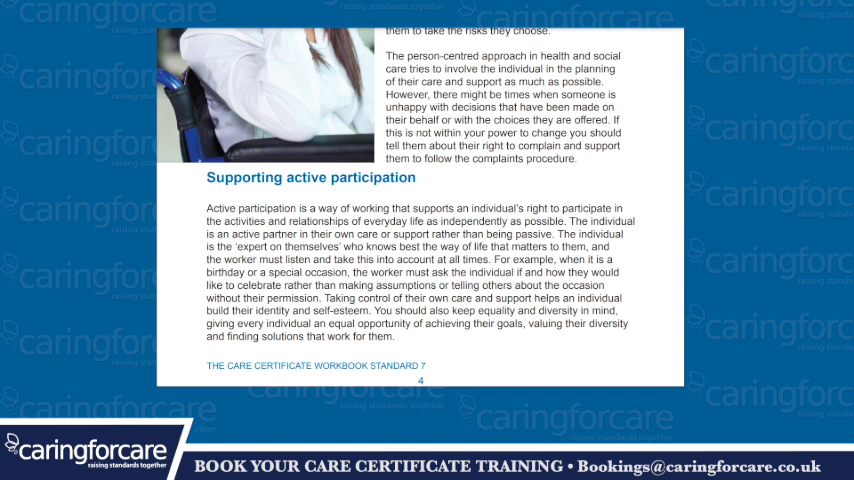 caringforcare
raising standards together
them to take the risks they choose.
The person-centred approach in health and social
care tries to involve the individual in the planning
of their care and support as much as possible.
However, there might be times when someone is
unhappy with decisions that have been made on
their behalf or with the choices they are offered. If
this is not within your power to change you should
tell them about their right to complain and support
them to follow the complaints procedure.
Supporting active participation
Active participation is a way of working that supports an individual's right to participate in
the activities and relationships of everyday life as independently as possible. The individual
is an active partner in their own care or support rather than being passive. The individual
is the 'expert on themselves' who knows best the way of life that matters to them, and
the worker must listen and take this into account at all times. For example, when it is a
birthday or a special occasion, the worker must ask the individual if and how they would
like to celebrate rather than making assumptions or telling others about the occasion
without their permission. Taking control of their own care and support helps an individual
build their identity and self-esteem. You should also keep equality and diversity in mind,
giving every individual an equal opportunity of achieving their goals, valuing their diversity
and finding solutions that work for them.
THE CARE CERTIFICATE WORKBOOK STANDARD 7
4
caringforcare
raising standards together
BOOK YOUR CARE CERTIFICATE TRAINING • Bookings@caringforcare.co.uk